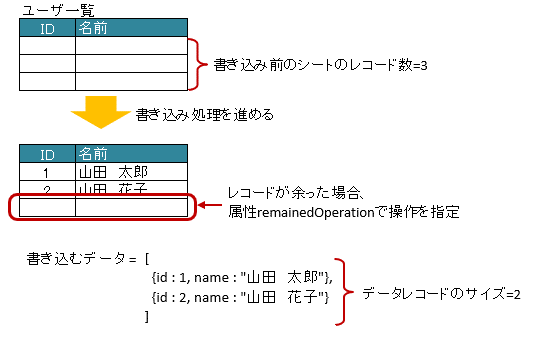 ユーザ一覧
ID 名前
書き込み前のシートのレコード数=3
書き込み処理を進める
ID 名前
1 山田　太郎
2 山田　花子
レコードが余った場合、
属性remainedOperationで操作を指定
書き込むデータ= [
{id : 1, name : "山田　太郎"},
{id : 2, name : "山田　花子"}
]
データレコードのサイズ=2